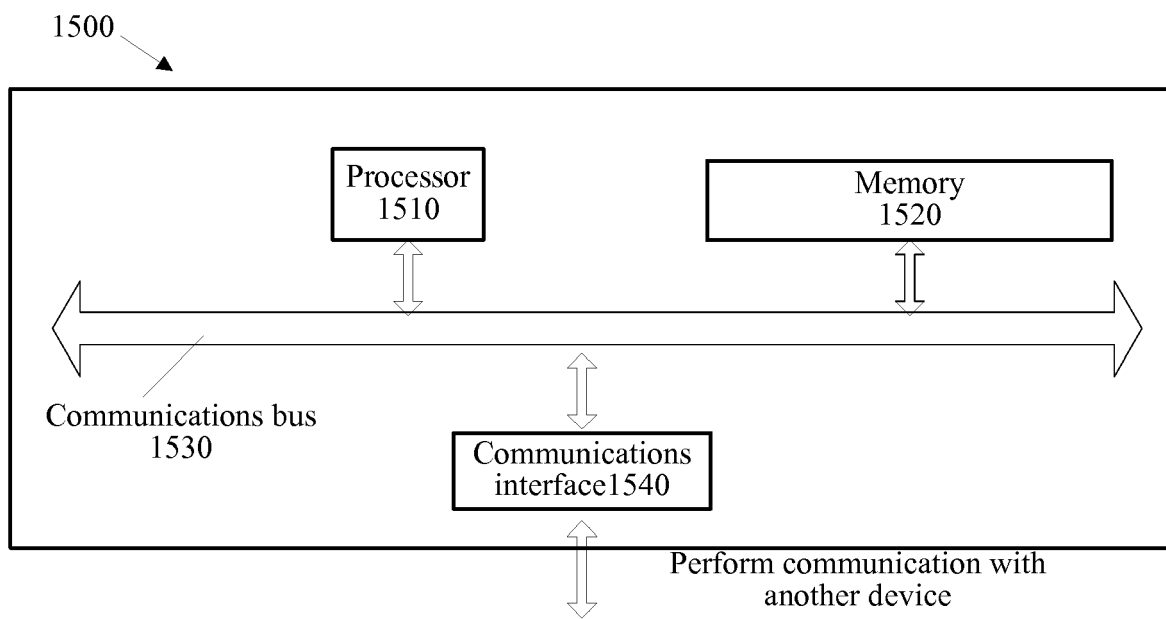 1500
Processor
1510
Memory
1520
Communications bus
1530
Communications
interface1540
Perform communication with
another device